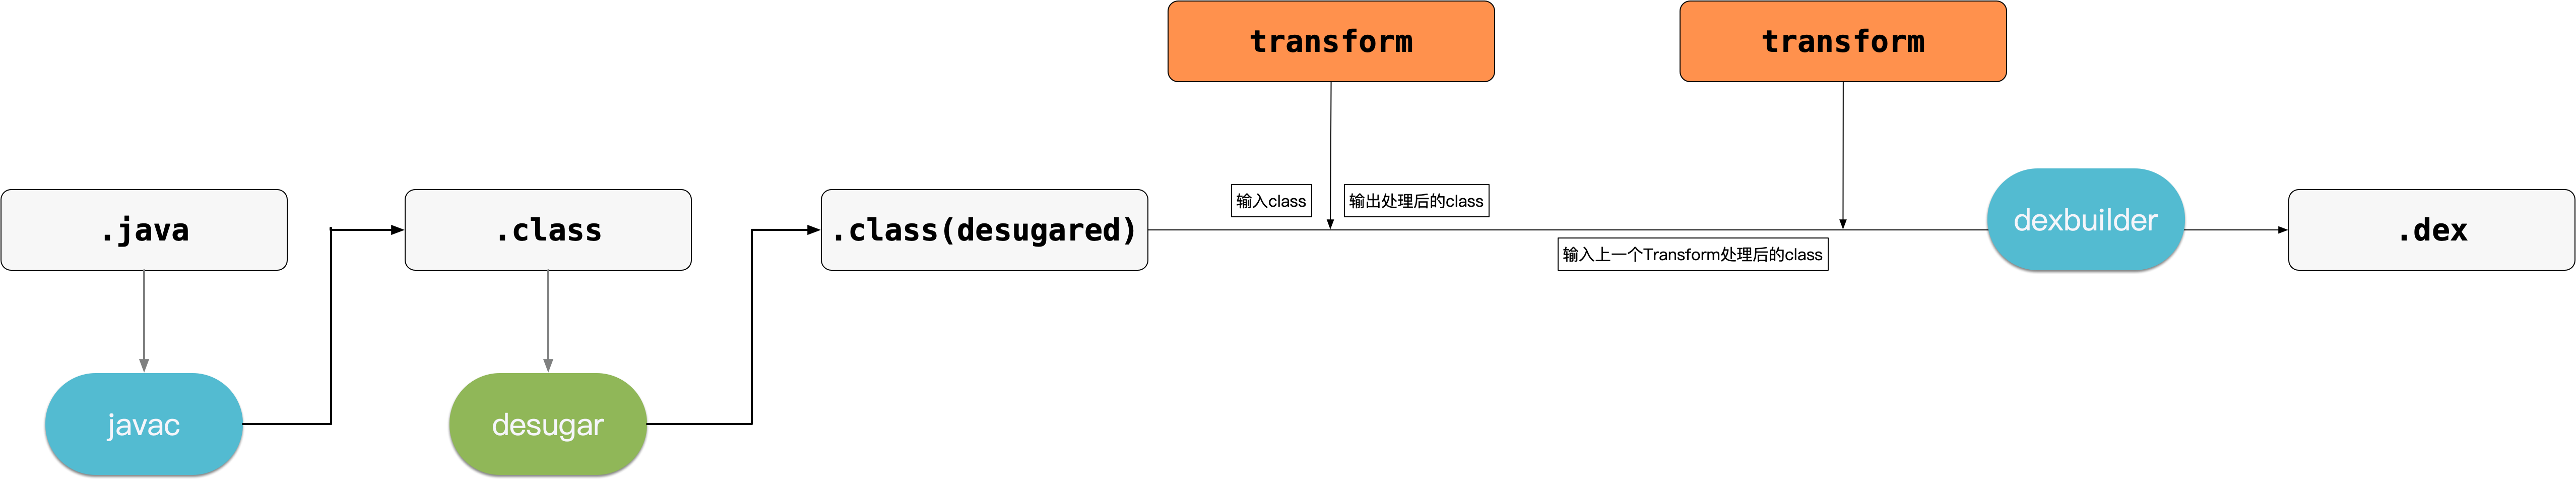 transform
transform
输入class
输出处理后的class
.java
.class
.class(desugared)
dexbuilder
.dex
输入上一个Transform处理后的class
javac
desugar